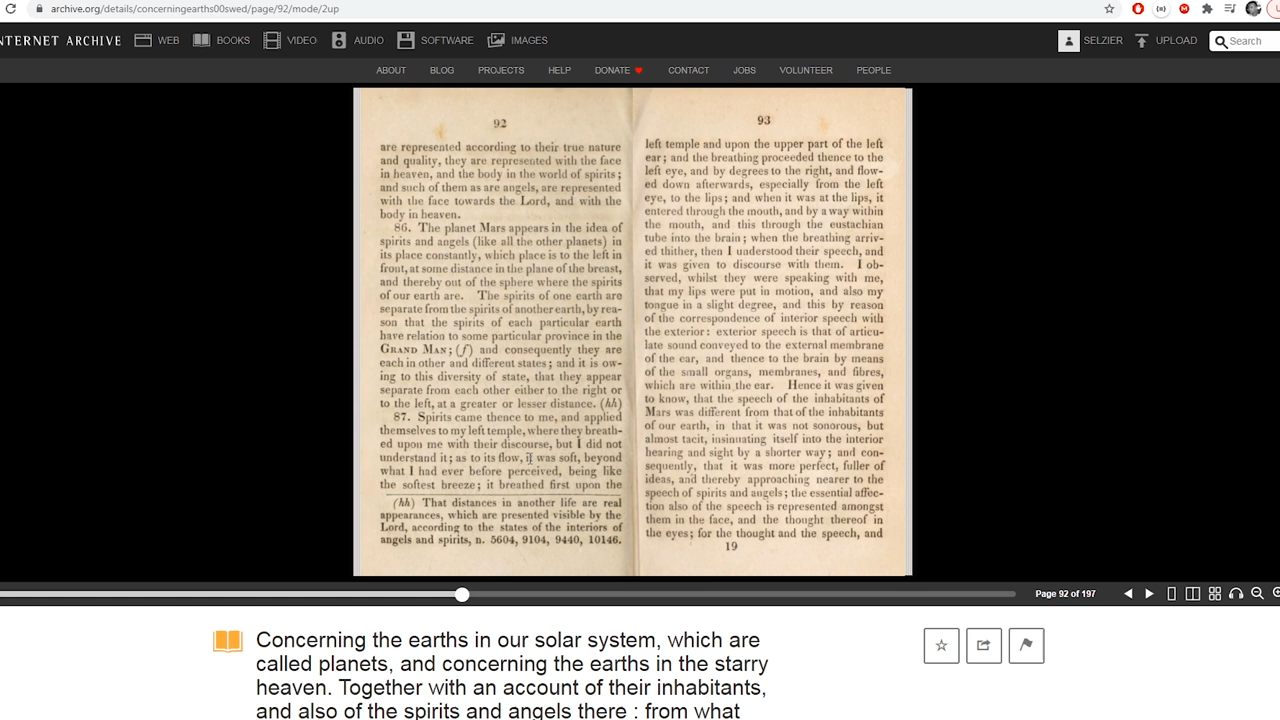 archive.org/details/concerningearths00swed/page/92/mode/2up
NTERNET ARCHIVE WEB BOOKS VIDEO AUDIO SOFTWARE IMAGES SELZIER UPLOAD Search
ABOUT BLOG PROJECTS HELP DONATE CONTACT JOBS VOLUNTEER PEOPLE
92
are represented according to their true nature
and quality, they are represented with the face
in heaven, and the body in the world of spirits;
and such of them as are angels, are represented
with the face towards the Lord, and with the
body in heaven.
86. The planet Mars appears in the idea of
spirits and angels (like all the other planets) in
its place constantly, which place is to the left in
front, at some distance in the plane of the breast,
and thereby out of the sphere where the spirits
of our earth are. The spirits of one earth are
separate from the spirits of another earth, by rea-
son that the spirits of each particular earth
have relation to some particular province in the
GRAND MAN; (f) and consequently they are
each in other and different states; and it is ow-
ing to this diversity of state, that they appear
separate from each other either to the right or
to the left, at a greater or lesser distance. (hh)
87. Spirits came thence to me, and applied
themselves to my left temple, where they breath-
ed upon me with their discourse, but I did not
understand it; as to its flow, it was soft, beyond
what I had ever before perceived, being like
the softest breeze; it breathed first upon the
(hh) That distances in another life are real
appearances, which are presented visible by the
Lord, according to the states of the interiors of
angels and spirits, n. 5604, 9104, 9440, 10146.
93
left temple and upon the upper part of the left
ear; and the breathing proceeded thence to the
left eye, and by degrees to the right, and flow-
ed down afterwards, especially from the left
eye, to the lips; and when it was at the lips, it
entered through the mouth, and by a way within
the mouth, and this through the eustachian
tube into the brain; when the breathing arriv-
ed thither, then I understood their speech, and
it was given to discourse with them. I ob-
served, whilst they were speaking with me,
that my lips were put in motion, and also my
tongue in a slight degree, and this by reason
of the correspondence of interior speech with
the exterior: exterior speech is that of articu-
late sound conveyed to the external membrane
of the ear, and thence to the brain by means
of the small organs, membranes, and fibres,
which are within the ear. Hence it was given
to know, that the speech of the inhabitants of
Mars was different from that of the inhabitants
of our earth, in that it was not sonorous, but
almost tacit, insinuating itself into the interior
hearing and sight by a shorter way; and con-
sequently, that it was more perfect, fuller of
ideas, and thereby approaching nearer to the
speech of spirits and angels; the essential affec-
tion also of the speech is represented amongst
them in the face, and the thought thereof in
the eyes; for the thought and the speech, and
19
Page 92 of 197
Concerning the earths in our solar system, which are
called planets, and concerning the earths in the starry
heaven. Together with an account of their inhabitants,
and also of the spirits and angels there : from what